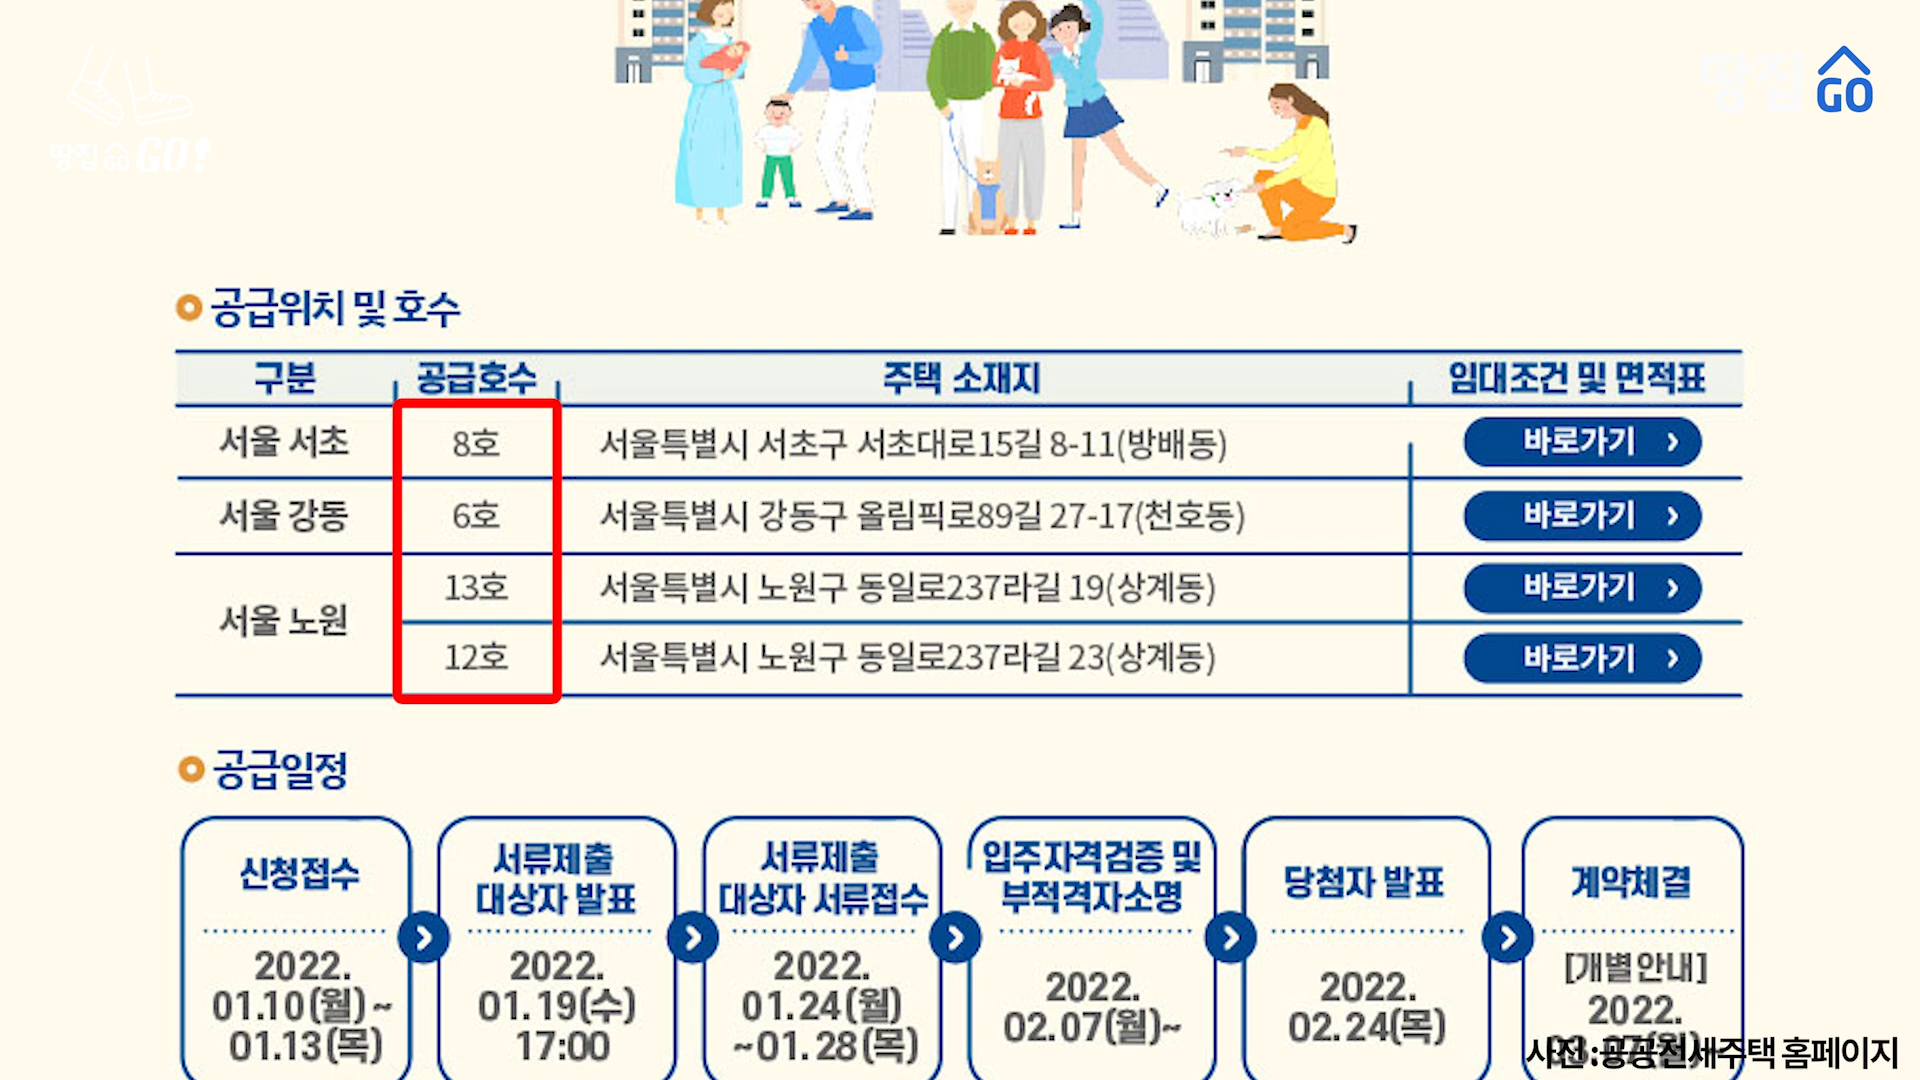 땅집GO
땅집GO GO!
공급위치 및 호수
구분 공급호수 주택 소재지 임대조건 및 면적표
서울 서초 8호 서울특별시 서초구 서초대로15길 8-11(방배동) 바로가기 ›
서울 강동 6호 서울특별시 강동구 올림픽로89길 27-17(천호동) 바로가기 ›
서울 노원 13호 서울특별시 노원구 동일로237라길 19(상계동) 바로가기 ›
12호 서울특별시 노원구 동일로237라길 23(상계동) 바로가기 ›
공급일정
신청접수
2022.
01.10(월)~
01.13(목)
서류제출
대상자 발표
2022.
01.19(수)
17:00
서류제출
대상자 서류접수
2022.
01.24(월)
~01.28(목)
입주자격검증 및
부적격자소명
2022.
02.07(월)~
당첨자 발표
2022.
02.24(목)
계약체결
[개별안내]
2022.
사진 : 공공전세주택 홈페이지